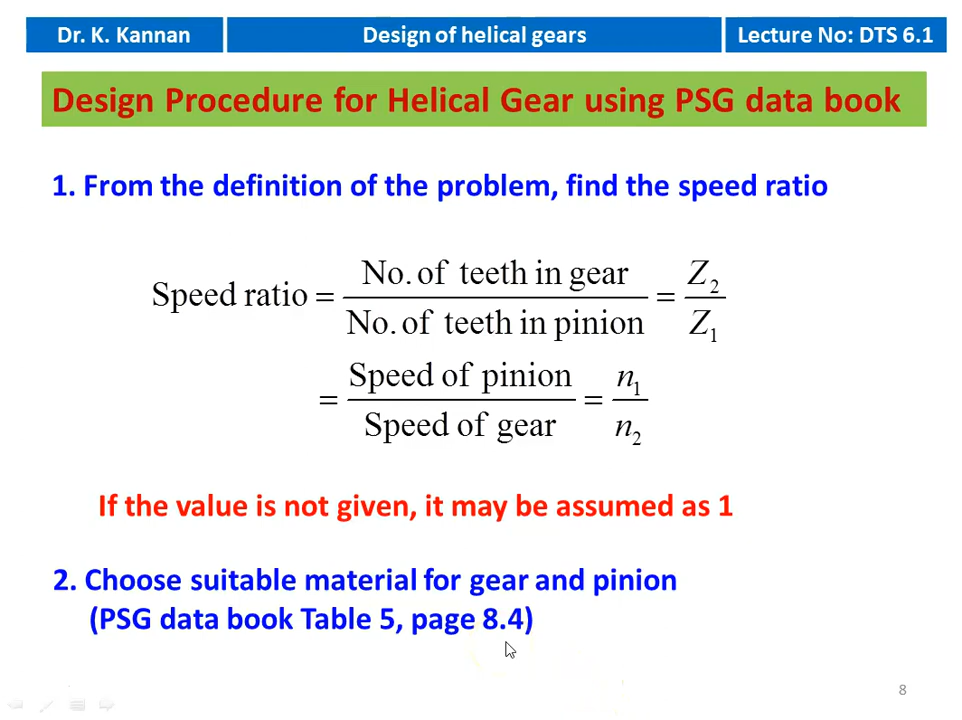 Dr. K. Kannan
Design of helical gears
Lecture No: DTS 6.1
Design Procedure for Helical Gear using PSG data book
1. From the definition of the problem, find the speed ratio
Speed ratio = No. of teeth in gear / No. of teeth in pinion = Z₂ / Z₁
= Speed of pinion / Speed of gear = n₁ / n₂
If the value is not given, it may be assumed as 1
2. Choose suitable material for gear and pinion
(PSG data book Table 5, page 8.4)
8